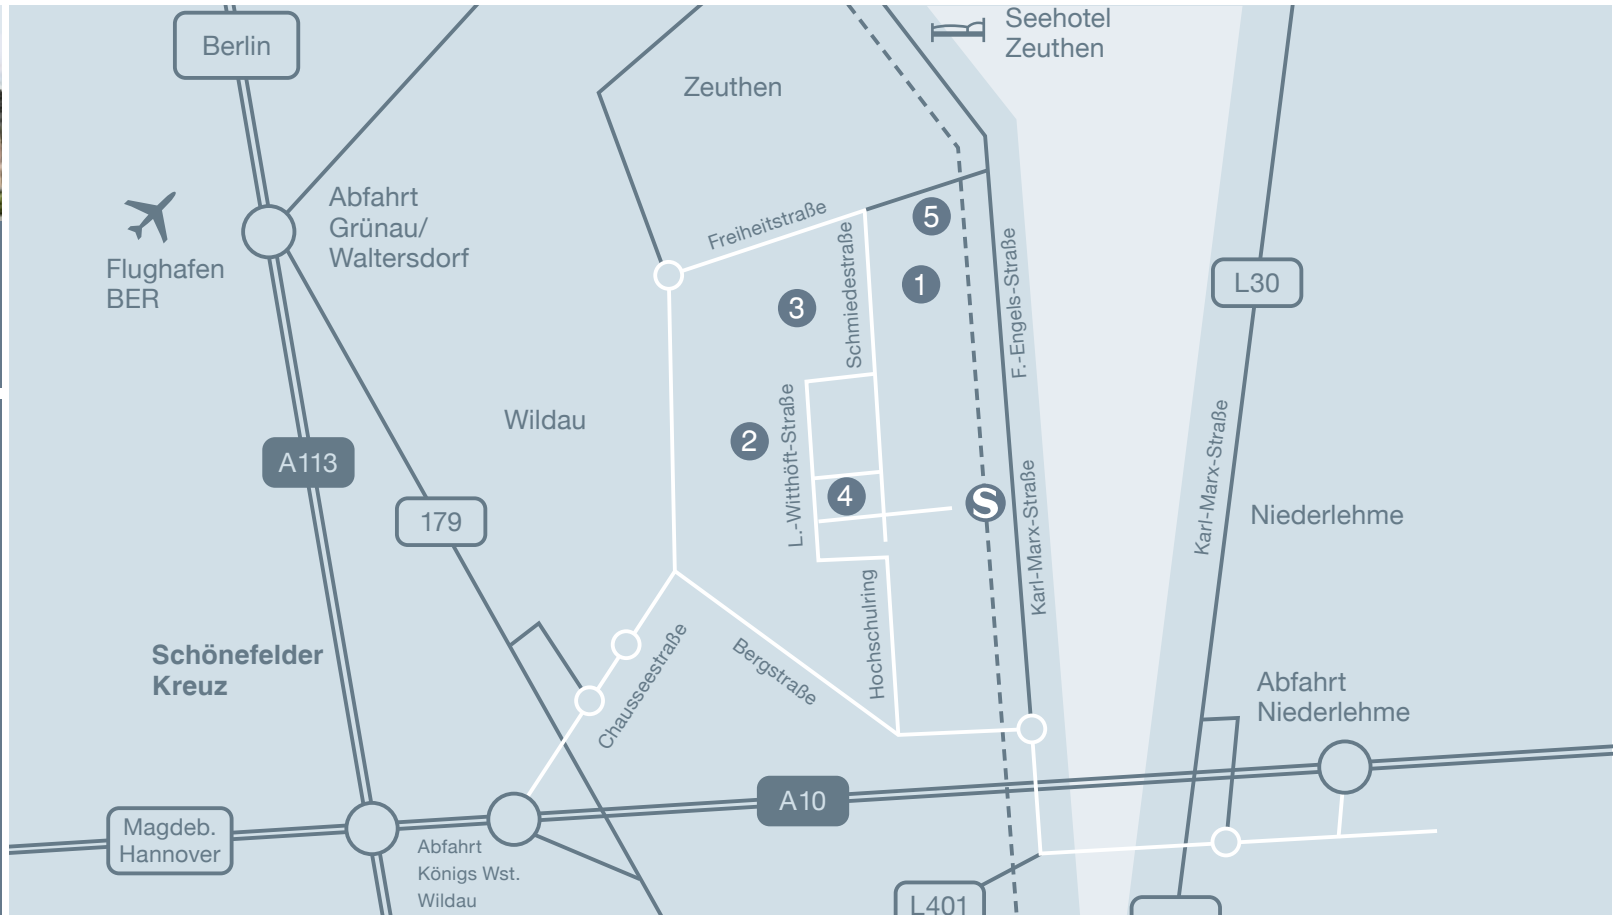 Seehotel
Zeuthen
Berlin
Zeuthen
Abfahrt
Grünau/
Waltersdorf
Freiheitstraße
5
Flughafen
BER
Schmiedestraße
1
F.-Engels-Straße
L30
3
Wildau
2
L.-Witthöft-Straße
A113
4
S
Karl-Marx-Straße
Karl-Marx-Straße
Niederlehme
179
Hochschulring
Schönefelder
Kreuz
Chausseestraße
Bergstraße
Abfahrt
Niederlehme
A10
Magdeb.
Hannover
Abfahrt
Königs Wst.
Wildau
L401